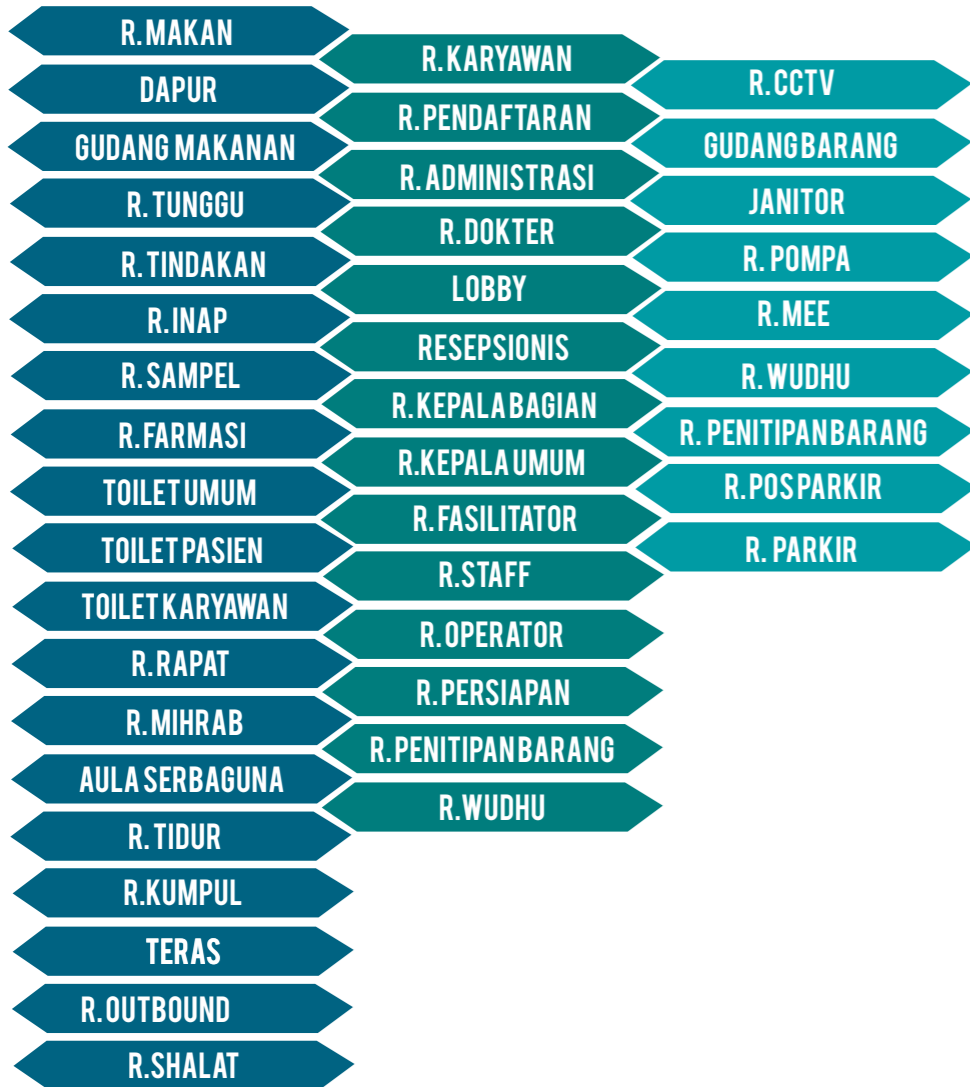 R. MAKAN
DAPUR
GUDANG MAKANAN
R. TUNGGU
R. TINDAKAN
R. INAP
R. SAMPEL
R. FARMASI
TOILET UMUM
TOILET PASIEN
TOILET KARYAWAN
R. RAPAT
R. MIHRAB
AULA SERBAGUNA
R. TIDUR
R. KUMPUL
TERAS
R. OUTBOUND
R. SHALAT
R. KARYAWAN
R. PENDAFTARAN
R. ADMINISTRASI
R. DOKTER
LOBBY
RESEPSIONIS
R. KEPALA BAGIAN
R. KEPALA UMUM
R. FASILITATOR
R. STAFF
R. OPERATOR
R. PERSIAPAN
R. PENITIPAN BARANG
R. WUDHU
R. CCTV
GUDANG BARANG
JANITOR
R. POMPA
R. MEE
R. WUDHU
R. PENITIPAN BARANG
R. POS PARKIR
R. PARKIR